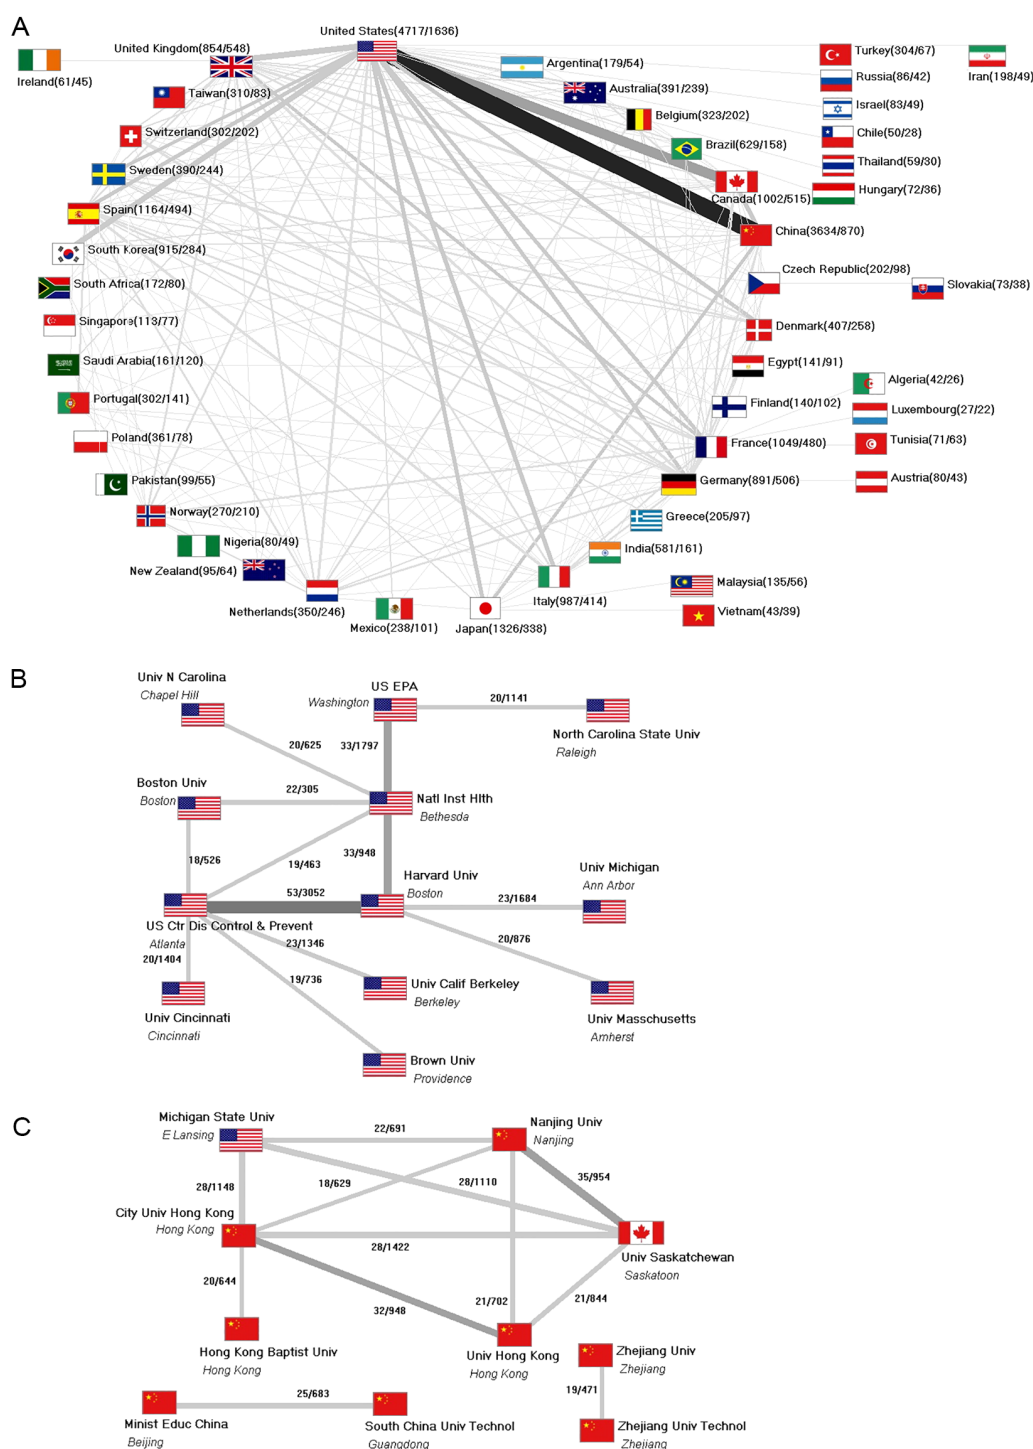 A
United States(4717/1636)
United Kingdom(854/548)
Ireland(61/45)
Taiwan(310/83)
Switzerland(302/202)
Sweden(390/244)
Spain(1164/494)
South Korea(915/284)
South Africa(172/80)
Singapore(113/77)
Saudi Arabia(161/120)
Portugal(302/141)
Poland(361/78)
Pakistan(99/55)
Norway(270/210)
Nigeria(80/49)
New Zealand(95/64)
Netherlands(350/246)
Mexico(238/101)
Japan(1326/338)
Italy(987/414)
India(581/161)
Greece(205/97)
Germany(891/506)
France(1049/480)
Finland(140/102)
Egypt(141/91)
Denmark(407/258)
Czech Republic(202/98)
China(3634/870)
Canada(1002/515)
Brazil(629/158)
Belgium(323/202)
Australia(391/239)
Argentina(179/54)
Turkey(304/67)
Iran(198/49)
Russia(86/42)
Israel(83/49)
Chile(50/28)
Thailand(59/30)
Hungary(72/36)
Slovakia(73/38)
Algeria(42/26)
Luxembourg(27/22)
Tunisia(71/63)
Austria(80/43)
Malaysia(135/56)
Vietnam(43/39)
B
Univ N Carolina
Chapel Hill
US EPA
Washington
20/1141
North Carolina State Univ
Raleigh
20/625
33/1797
Boston Univ
Boston
22/305
Natl Inst Hlth
Bethesda
18/526
19/463
33/948
Harvard Univ
Boston
Univ Michigan
Ann Arbor
53/3052
23/1684
US Ctr Dis Control & Prevent
Atlanta
20/1404
23/1346
20/876
19/736
Univ Calif Berkeley
Berkeley
Univ Cincinnati
Cincinnati
Univ Masschusetts
Amherst
Brown Univ
Providence
C
Michigan State Univ
E Lansing
22/691
Nanjing Univ
Nanjing
28/1148
18/629
28/1110
35/954
City Univ Hong Kong
Hong Kong
28/1422
Univ Saskatchewan
Saskatoon
20/644
32/948
21/702
21/844
Hong Kong Baptist Univ
Hong Kong
Univ Hong Kong
Hong Kong
Zhejiang Univ
Zhejiang
19/471
25/683
Minist Educ China
Beijing
South China Univ Technol
Guangdong
Zhejiang Univ Technol
Zhejiang